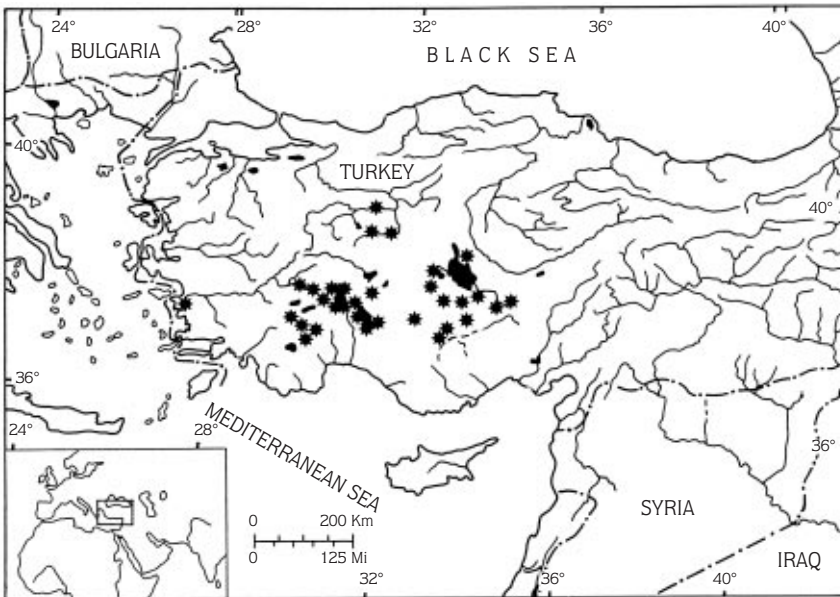 24° 28° 32° 36° 40°
BULGARIA
BLACK SEA
40°
TURKEY
40°
36°
MEDITERRANEAN SEA
24° 28°
36°
SYRIA
0 200 Km
0 125 Mi
IRAQ
32° 36° 40°